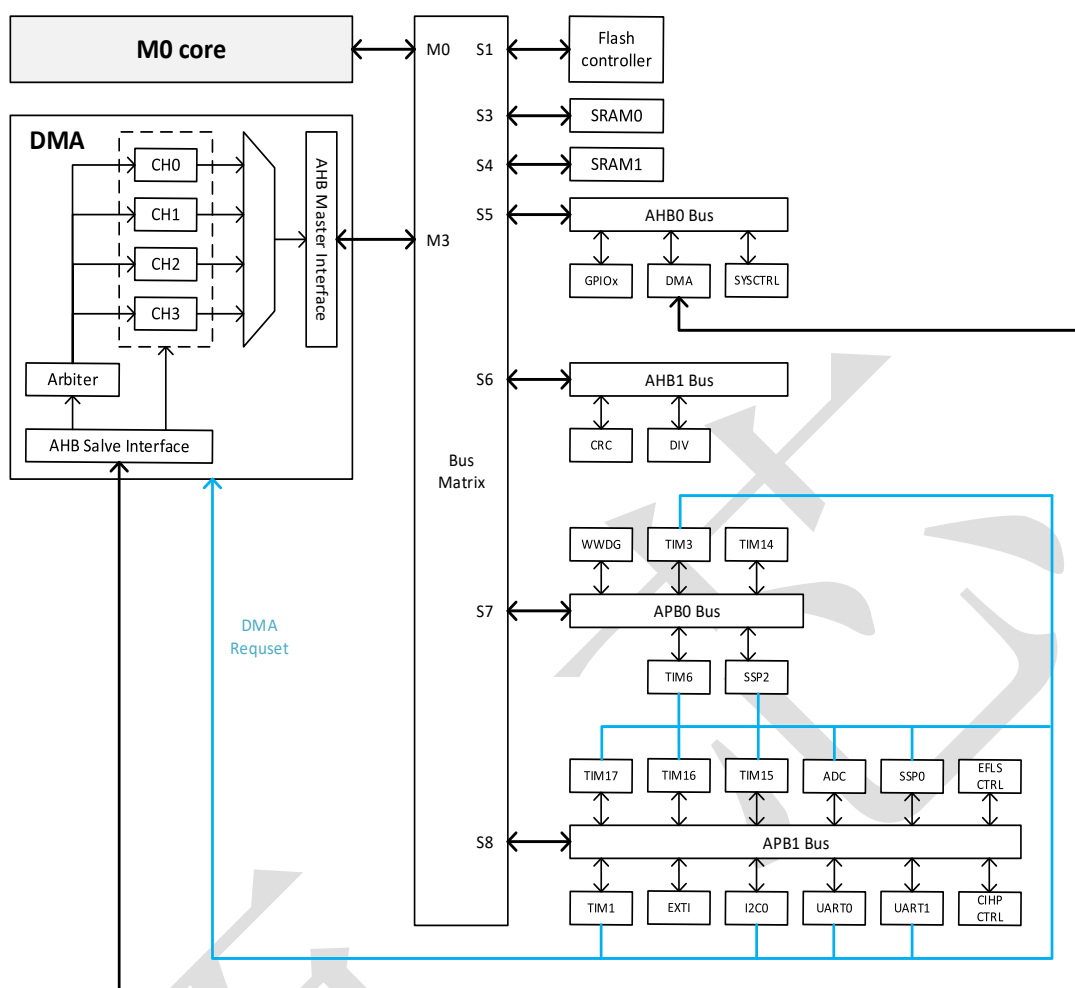 M0 core
M0
S1
Flash
controller
DMA
S3
SRAM0
CH0
S4
SRAM1
CH1
AHB Master Interface
S5
AHB0 Bus
M3
CH2
GPIOx
DMA
SYSCTRL
CH3
Arbiter
S6
AHB1 Bus
AHB Salve Interface
CRC
DIV
Bus
Matrix
WWDG
TIM3
TIM14
S7
APB0 Bus
DMA
Requset
TIM6
SSP2
TIM17
TIM16
TIM15
ADC
SSP0
EFLS
CTRL
S8
APB1 Bus
TIM1
EXTI
I2C0
UART0
UART1
CIHP
CTRL